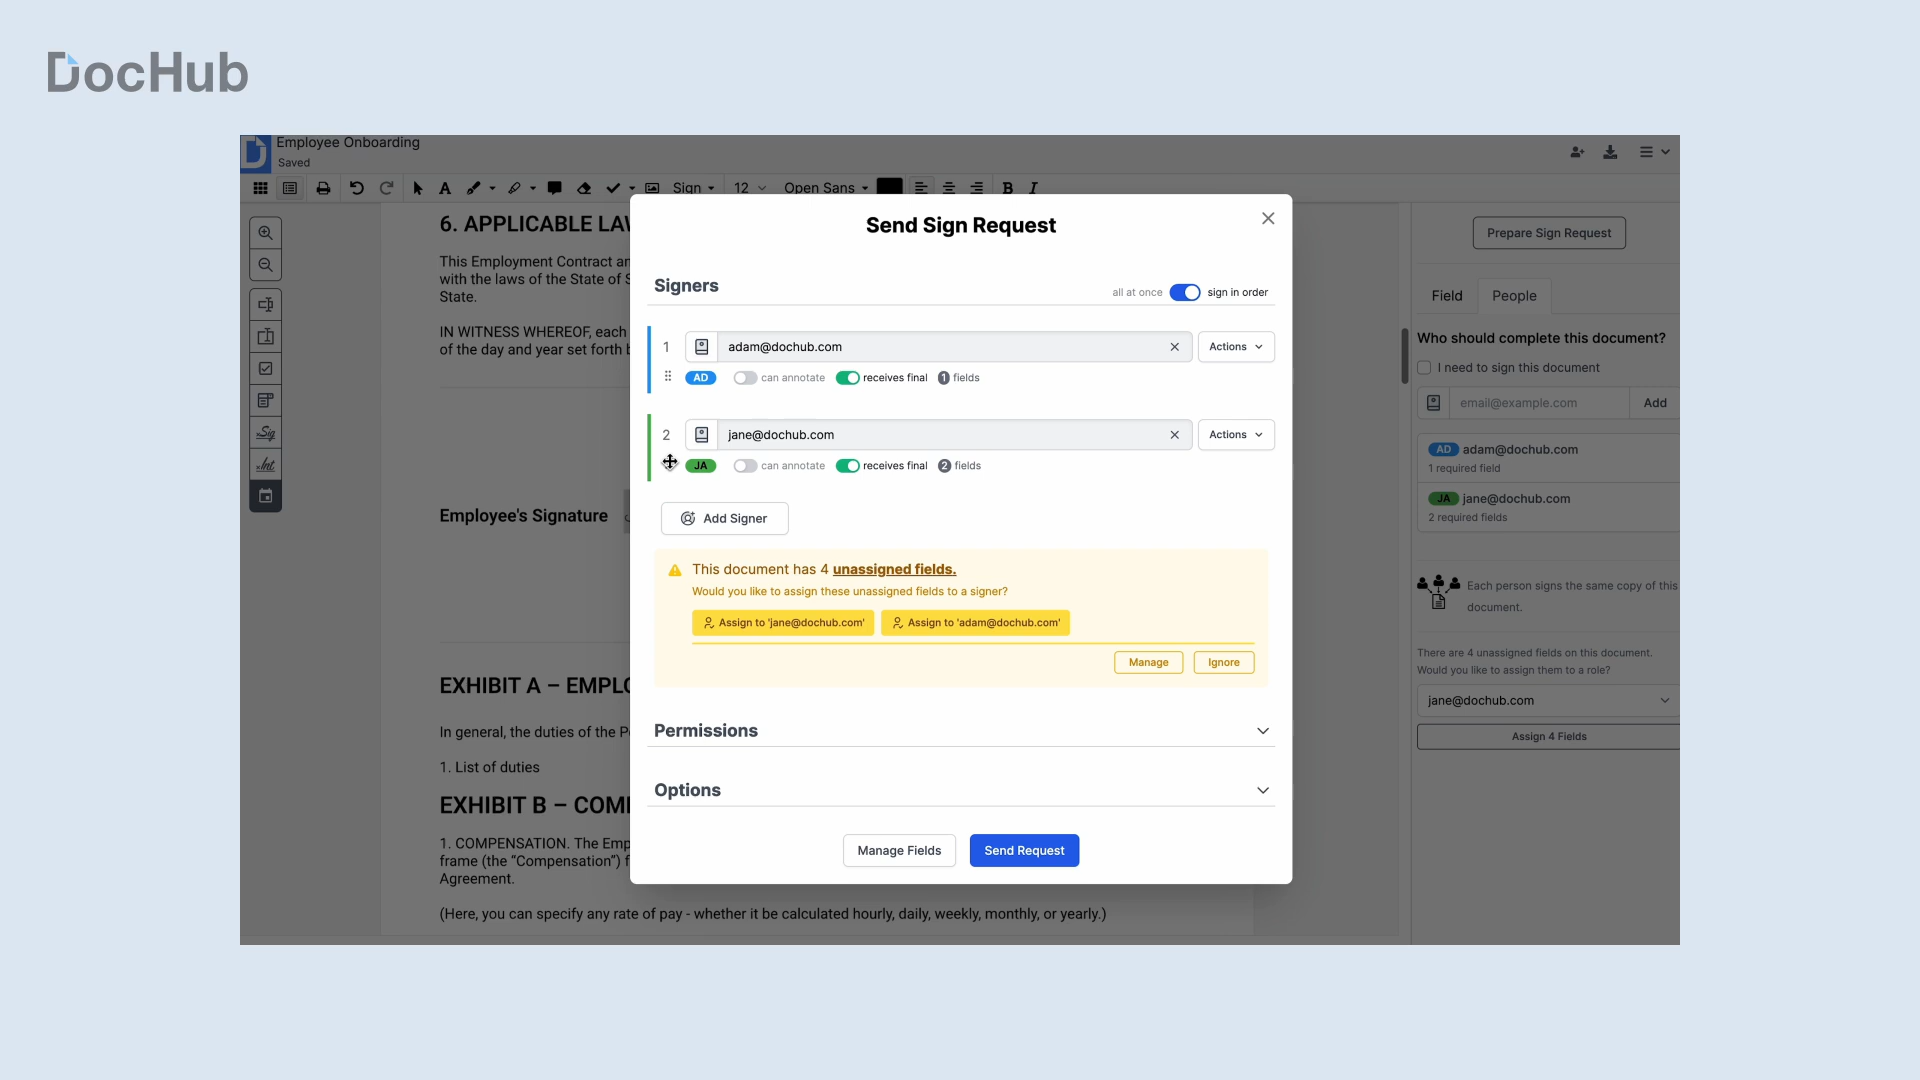 DocHub
Employee Onboarding
Saved
Sign
12
Open Sans
B
I
6. APPLICABLE LAW
This Employment Contract an
with the laws of the State of S
State.
IN WITNESS WHEREOF, each
of the day and year set forth b
Employee's Signature
EXHIBIT A – EMPLO
In general, the duties of the P
1. List of duties
EXHIBIT B – COM
1. COMPENSATION. The Emp
frame (the “Compensation”) f
Agreement.
(Here, you can specify any rate of pay - whether it be calculated hourly, daily, weekly, monthly, or yearly.)
Send Sign Request
Signers
all at once
sign in order
1
adam@dochub.com
Actions
AD
can annotate
receives final
1 fields
2
jane@dochub.com
Actions
JA
can annotate
receives final
2 fields
Add Signer
This document has 4 unassigned fields.
Would you like to assign these unassigned fields to a signer?
Assign to 'jane@dochub.com'
Assign to 'adam@dochub.com'
Manage
Ignore
Permissions
Options
Manage Fields
Send Request
Prepare Sign Request
Field
People
Who should complete this document?
I need to sign this document
email@example.com
Add
AD adam@dochub.com
1 required field
JA jane@dochub.com
2 required fields
Each person signs the same copy of this
document.
There are 4 unassigned fields on this document.
Would you like to assign them to a role?
jane@dochub.com
Assign 4 Fields